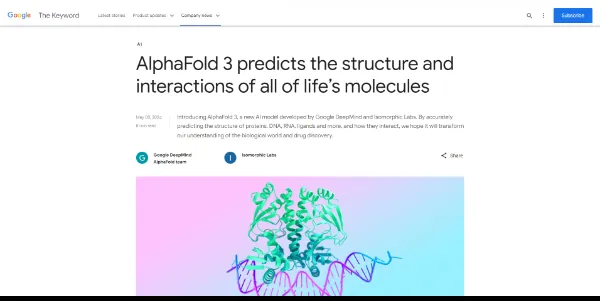 Google The Keyword Latest stories Product updates Company news Subscribe
AI
AlphaFold 3 predicts the structure and
interactions of all of life's molecules
May 08, 2024
Introducing AlphaFold 3, a new AI model developed by Google DeepMind and Isomorphic Labs. By accurately
6 min read
predicting the structure of proteins, DNA, RNA, ligands and more, and how they interact, we hope it will transform
our understanding of the biological world and drug discovery.
G Google DeepMind
AlphaFold team
I Isomorphic Labs
Share